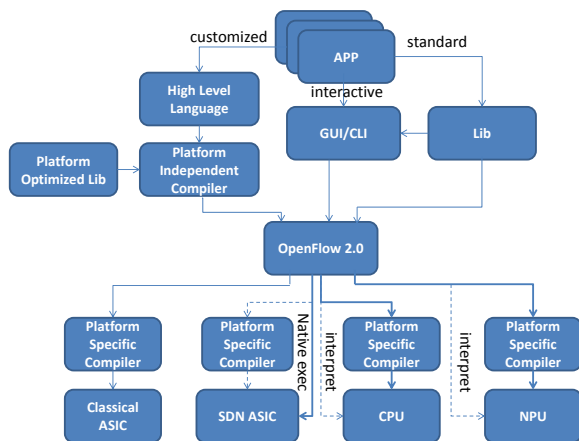 customized
APP
standard
interactive
High Level
Language
GUI/CLI
Lib
Platform
Optimized Lib
Platform
Independent
Compiler
OpenFlow 2.0
Platform
Specific
Compiler
Platform
Specific
Compiler
Native exec
interpret
Platform
Specific
Compiler
interpret
Platform
Specific
Compiler
Classical
ASIC
SDN ASIC
CPU
NPU